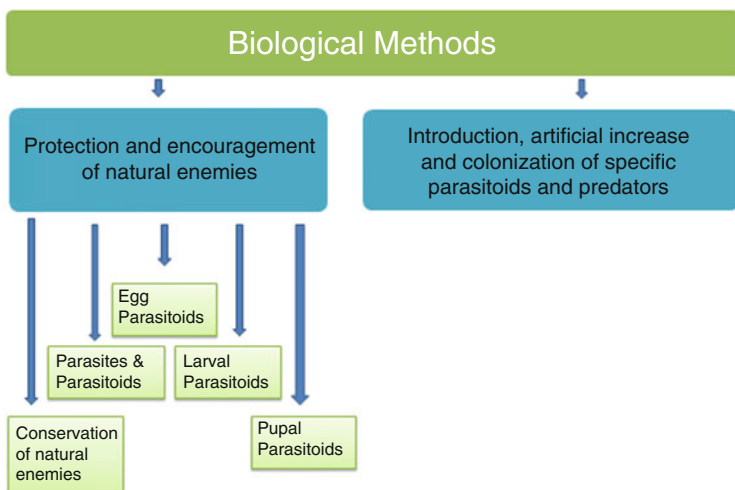 Biological Methods
Protection and encouragement
of natural enemies
Introduction, artificial increase
and colonization of specific
parasitoids and predators
Egg
Parasitoids
Parasites &
Parasitoids
Larval
Parasitoids
Conservation
of natural
enemies
Pupal
Parasitoids